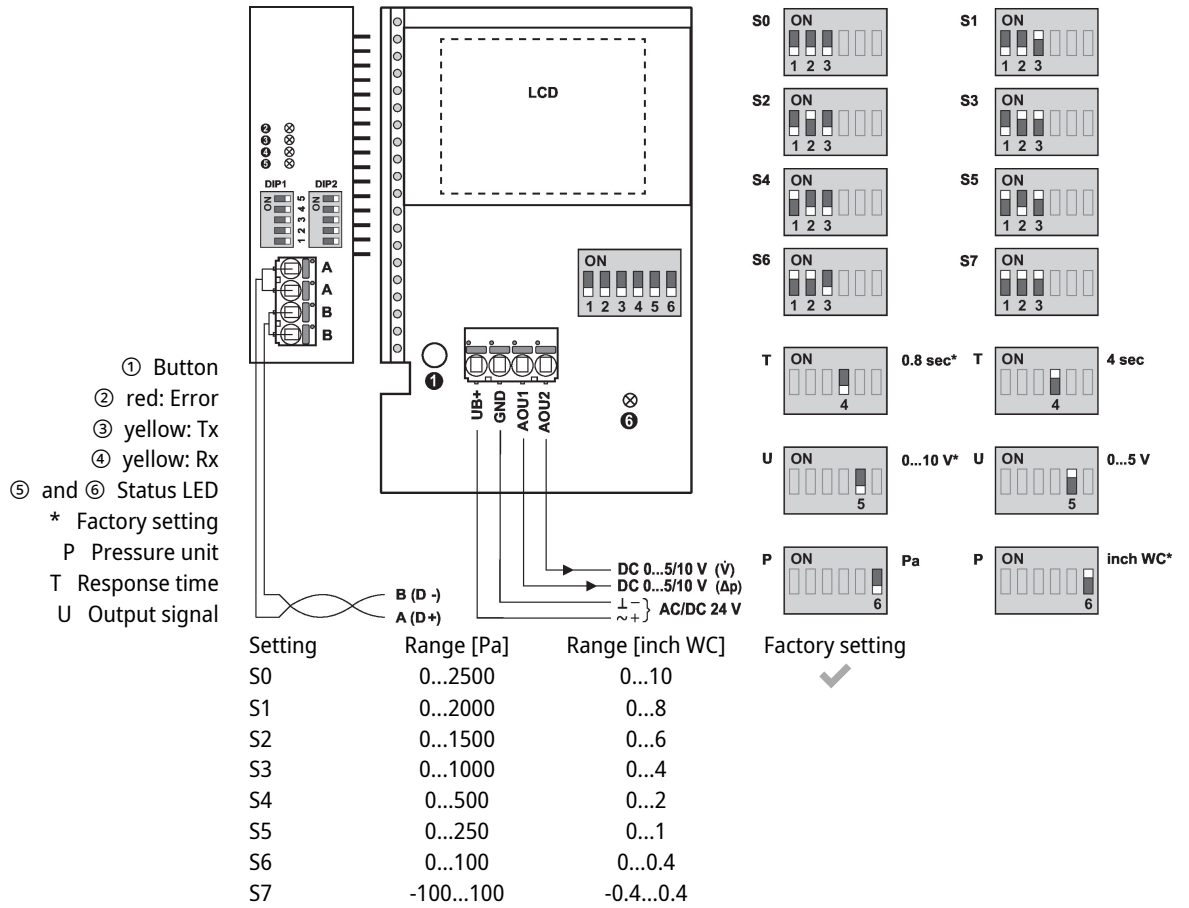 LCD
❷
❸
❹
❺
DIP1 DIP2
ON 1 2 3 4 5 ON
A
A
B
B
ON
1 2 3 4 5 6
❶
UB+
GND
AOU1
AOU2
❻
DC 0...5/10 V (V̇)
DC 0...5/10 V (Δp)
⊥ − } AC/DC 24 V
~ +
B (D -)
A (D+)
① Button
② red: Error
③ yellow: Tx
④ yellow: Rx
⑤ and ⑥ Status LED
* Factory setting
P Pressure unit
T Response time
U Output signal
S0 ON
1 2 3
S1 ON
1 2 3
S2 ON
1 2 3
S3 ON
1 2 3
S4 ON
1 2 3
S5 ON
1 2 3
S6 ON
1 2 3
S7 ON
1 2 3
T ON 0.8 sec*
4
T ON 4 sec
4
U ON 0...10 V*
5
U ON 0...5 V
5
P ON Pa
6
P ON inch WC*
6
Setting Range [Pa] Range [inch WC] Factory setting
S0 0...2500 0...10 ✔
S1 0...2000 0...8
S2 0...1500 0...6
S3 0...1000 0...4
S4 0...500 0...2
S5 0...250 0...1
S6 0...100 0...0.4
S7 -100...100 -0.4...0.4